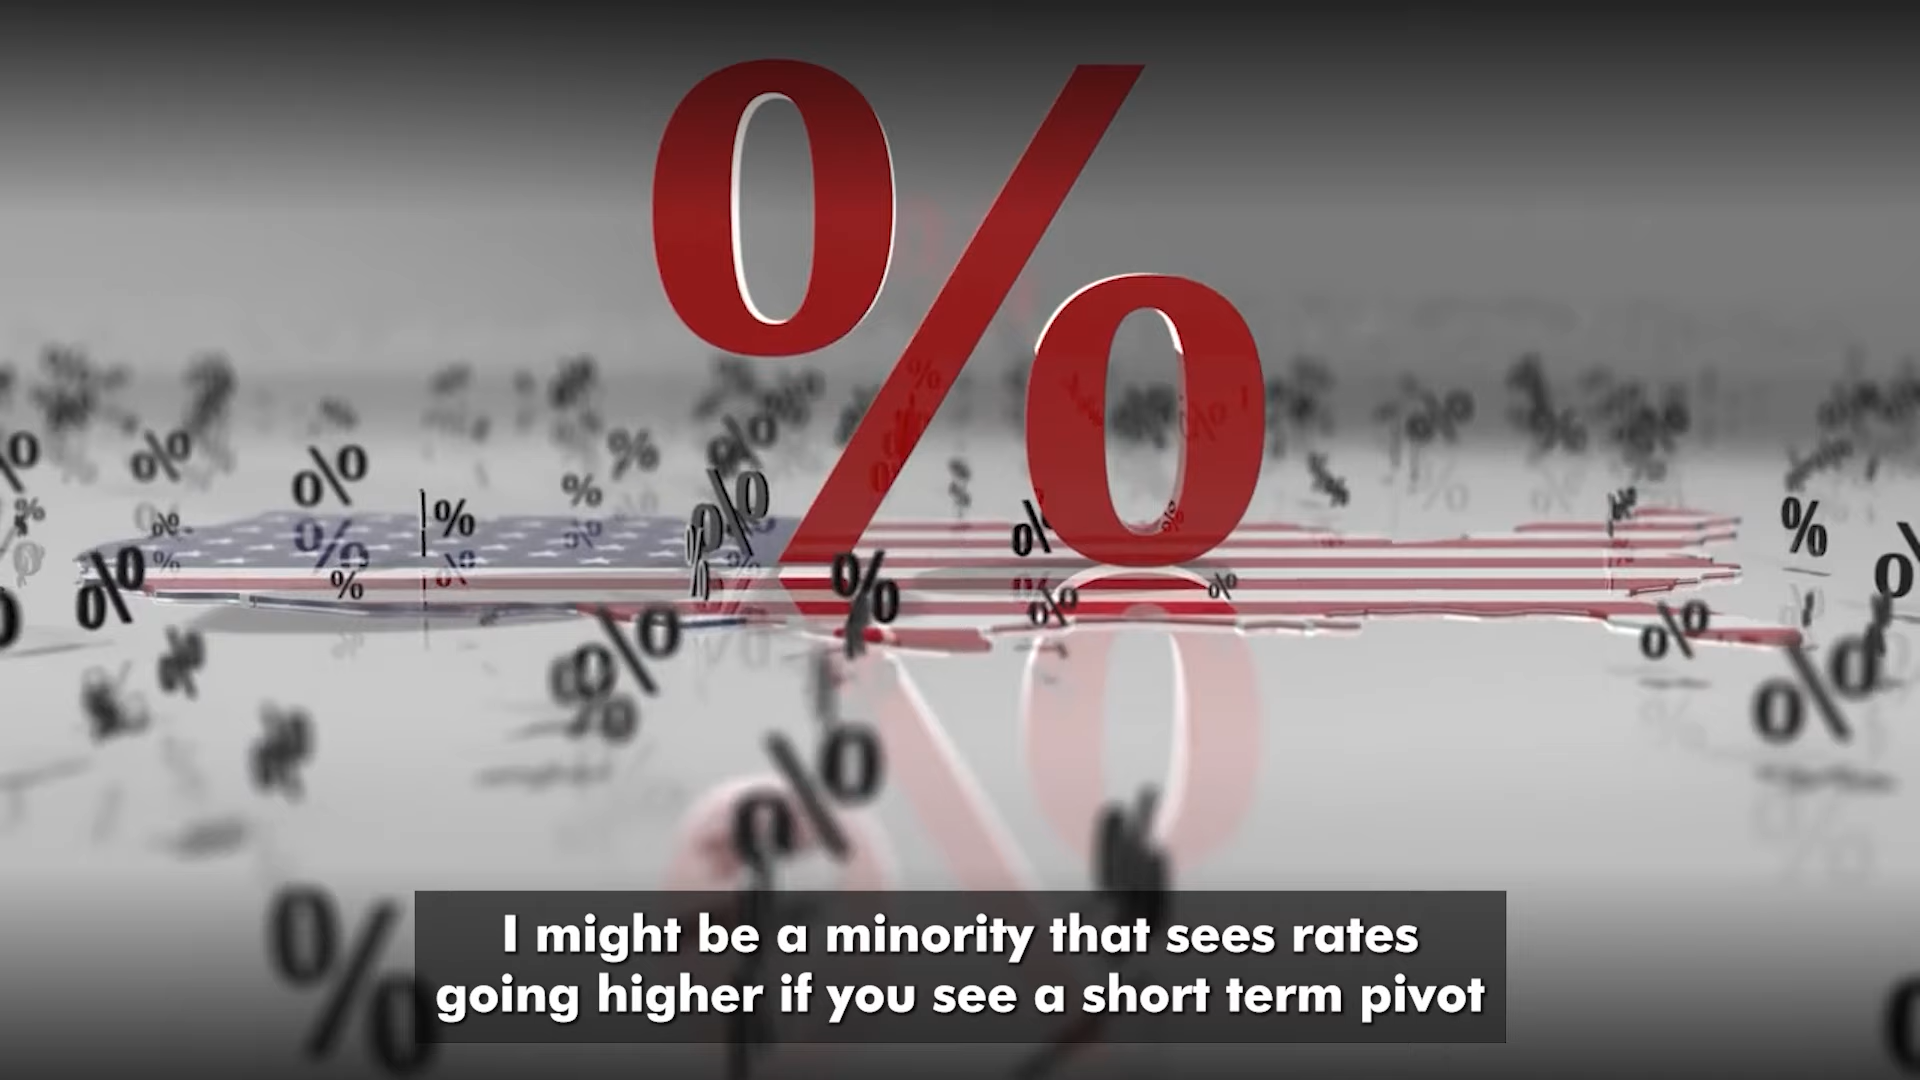 %
I might be a minority that sees rates
going higher if you see a short term pivot